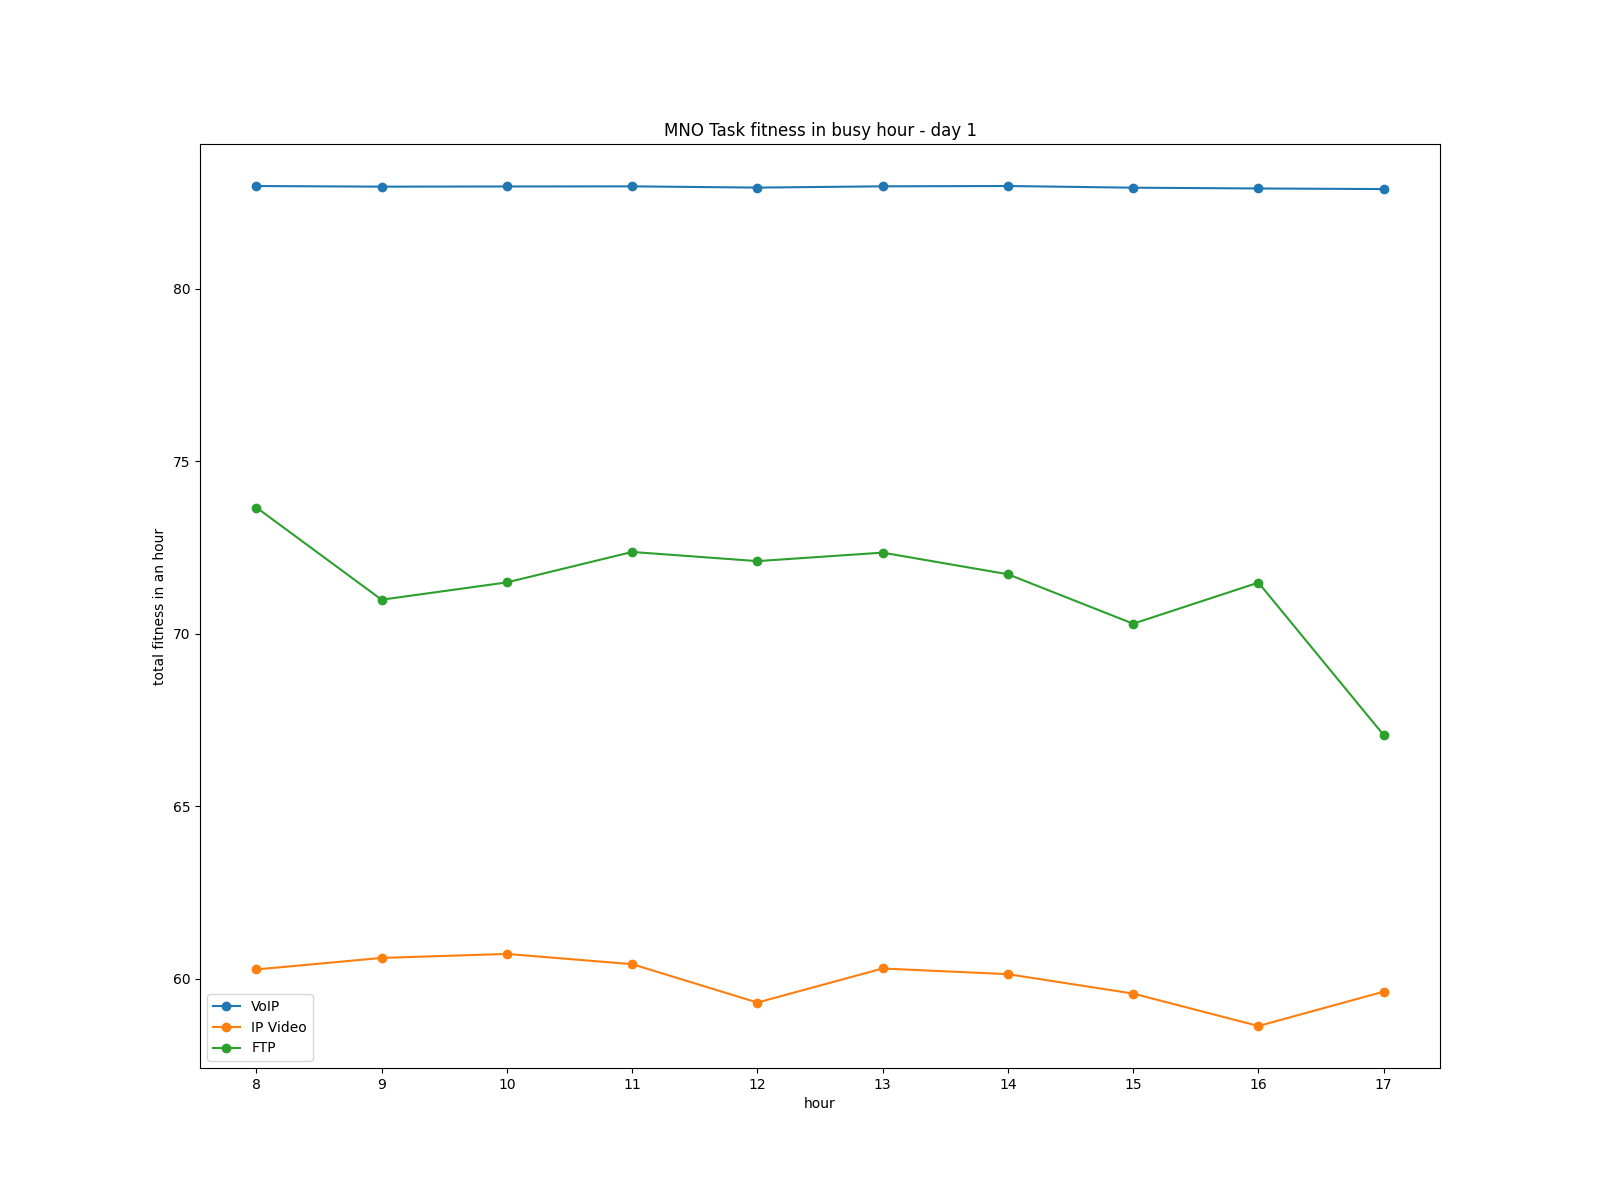 MNO Task fitness in busy hour - day 1
80
75
70
65
60
total fitness in an hour
VoIP
IP Video
FTP
8 9 10 11 12 13 14 15 16 17
hour